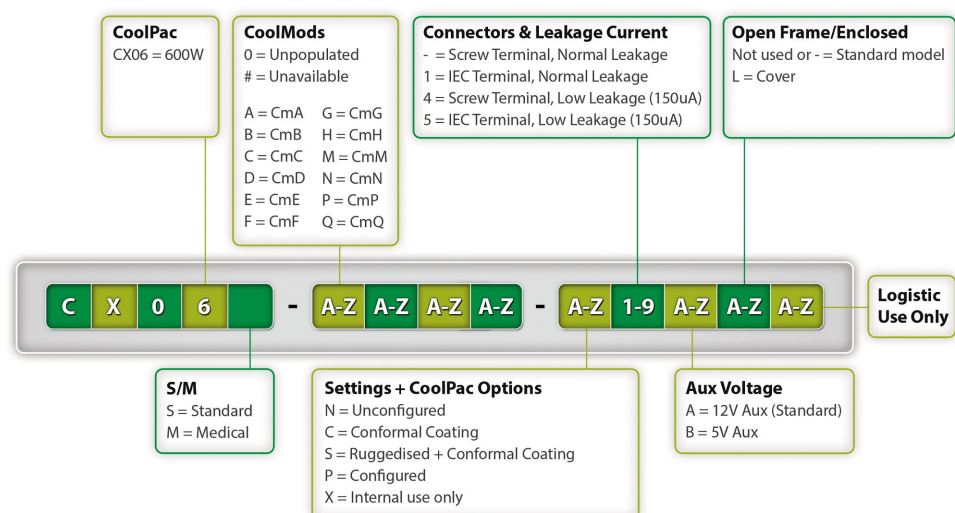 CoolPac
CX06 = 600W
CoolMods
0 = Unpopulated
# = Unavailable
A = CmA G = CmG
B = CmB H = CmH
C = CmC M = CmM
D = CmD N = CmN
E = CmE P = CmP
F = CmF Q = CmQ
Connectors & Leakage Current
- = Screw Terminal, Normal Leakage
1 = IEC Terminal, Normal Leakage
4 = Screw Terminal, Low Leakage (150uA)
5 = IEC Terminal, Low Leakage (150uA)
Open Frame/Enclosed
Not used or - = Standard model
L = Cover
C X 0 6 - A-Z A-Z A-Z A-Z - A-Z 1-9 A-Z A-Z A-Z
Logistic
Use Only
S/M
S = Standard
M = Medical
Settings + CoolPac Options
N = Unconfigured
C = Conformal Coating
S = Ruggedised + Conformal Coating
P = Configured
X = Internal use only
Aux Voltage
A = 12V Aux (Standard)
B = 5V Aux